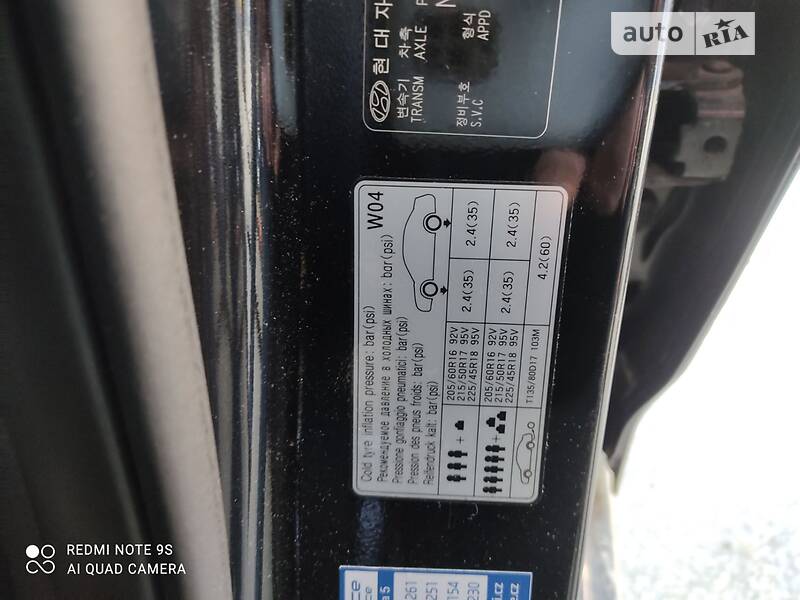 auto RIA
현대자
변속기 차축
TRANSM AXLE
정비부호 형식
S.V.C APPD
W04
Cold tyre inflation pressure: bar(psi)
Рекомендуемое давление в холодных шинах: bar(psi)
Pressione gonfiaggio pneumatici: bar(psi)
Pression des pneus froids: bar(psi)
Reifendruck kalt: bar(psi)
205/60R16 92V
215/50R17 95V
225/45R18 95V
2.4(35) 2.4(35)
205/60R16 92V
215/50R17 95V
225/45R18 95V
2.4(35) 2.4(35)
T135/80D17 103M 4.2(60)
261
251
154
230
REDMI NOTE 9S
AI QUAD CAMERA